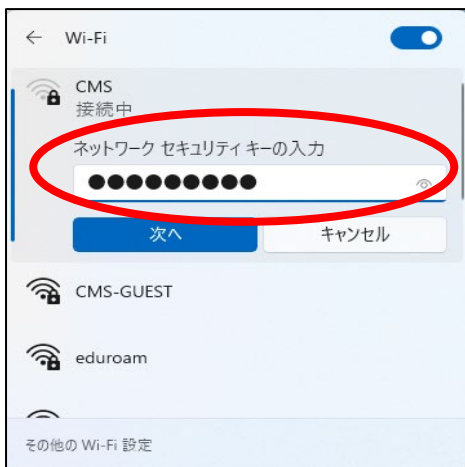 Wi-Fi
CMS
接続中
ネットワーク セキュリティ キーの入力
●●●●●●●●●
次へ
キャンセル
CMS-GUEST
eduroam
その他の Wi-Fi 設定